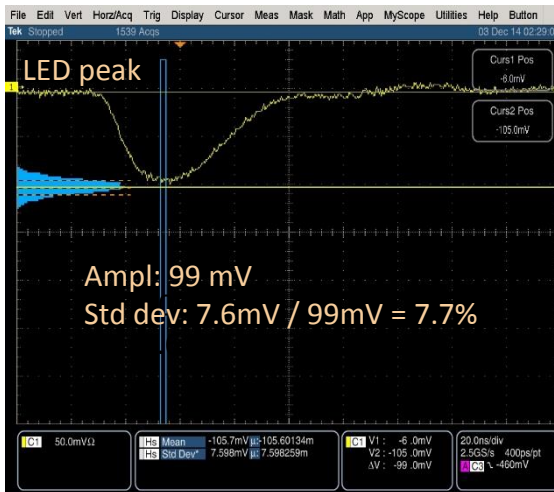 File Edit Vert Horz/Acq Trig Display Cursor Meas Mask Math App MyScope Utilities Help Button
Tek Stopped 1539 Acqs 03 Dec 14 02:29:0
Curs1 Pos
-6.0mV
Curs2 Pos
-105.0mV
LED peak
1
Ampl: 99 mV
Std dev: 7.6mV / 99mV = 7.7%
C1 50.0mVΩ
Hs Mean -105.7mV µ:-105.60134m
Hs Std Dev* 7.598mV µ: 7.598259m
C1 V1: -6.0mV
V2: -105.0mV
ΔV: -99.0mV
20.0ns/div
2.5GS/s 400ps/pt
A C3 -460mV